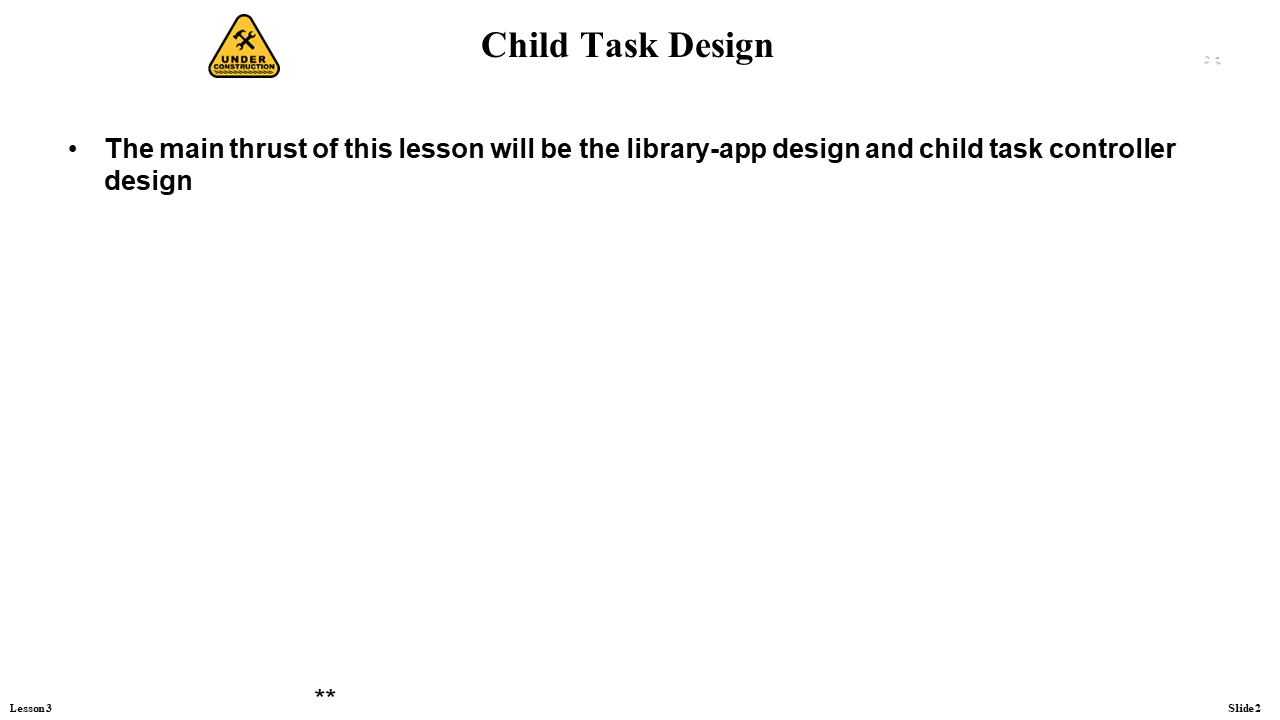 UNDER
CONSTRUCTION
Child Task Design
• The main thrust of this lesson will be the library-app design and child task controller
design
**
Lesson 3
Slide 2